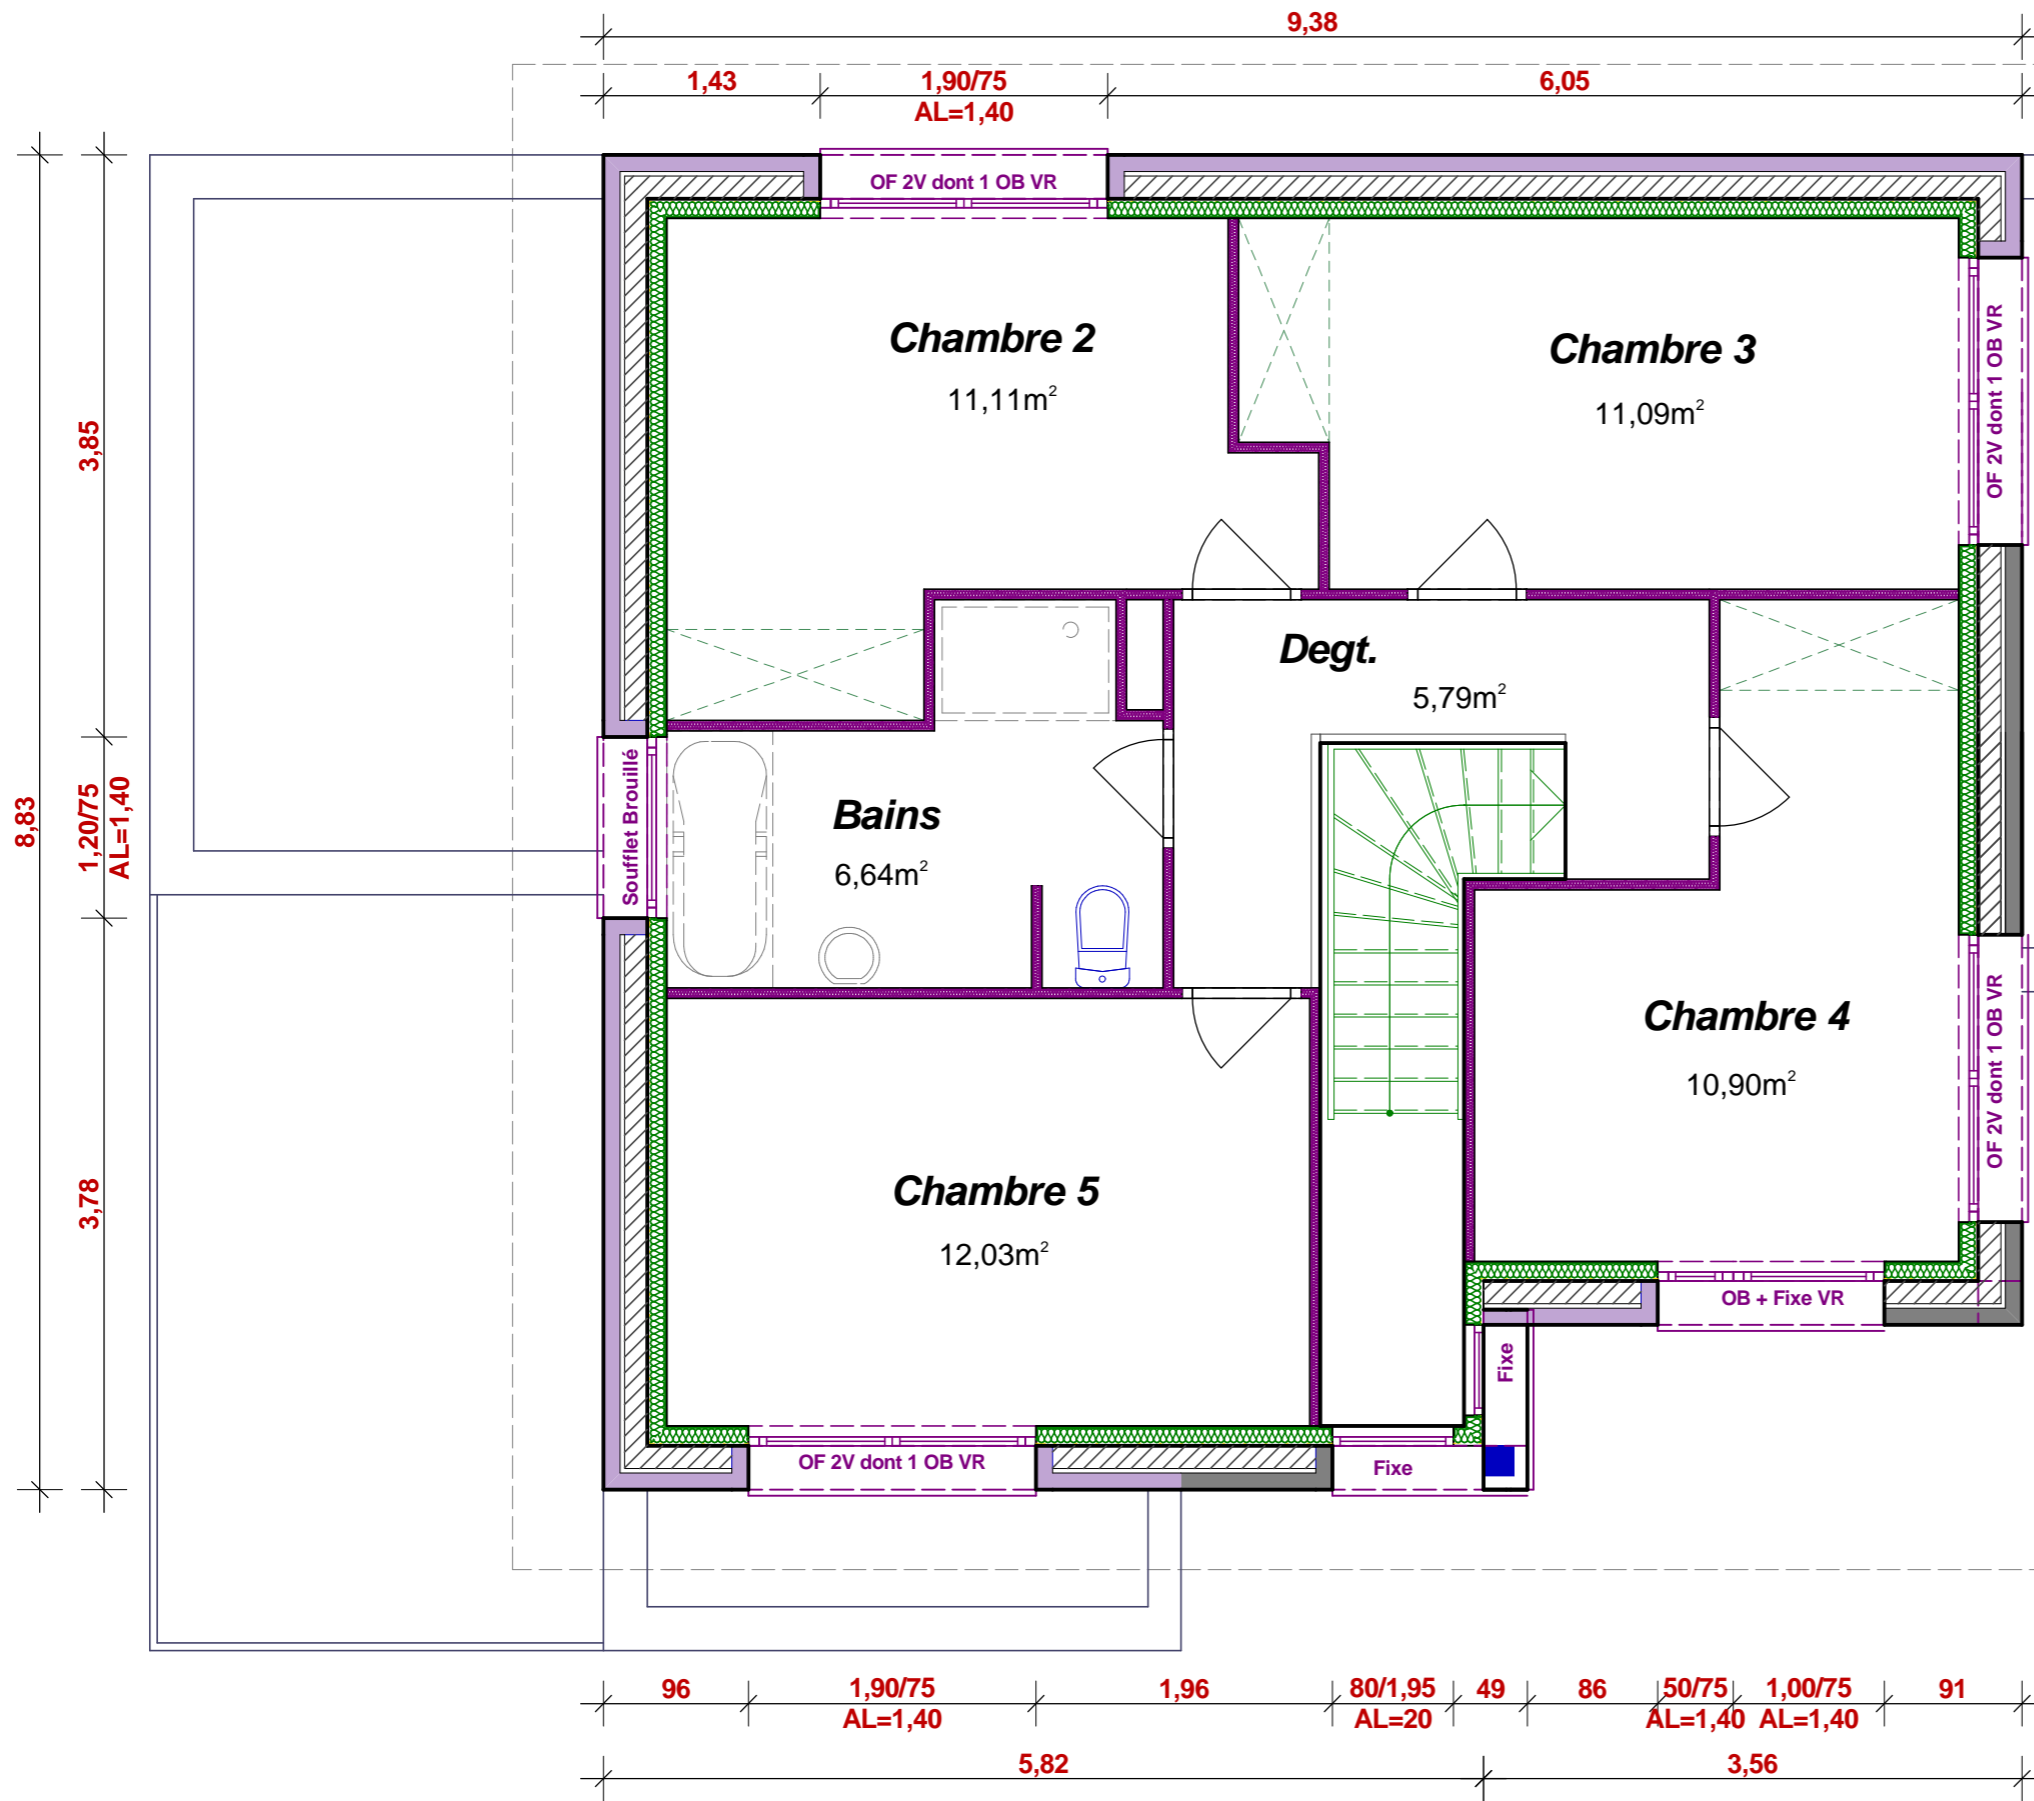 9,38
1,43
1,90/75
6,05
AL=1,40
OF 2V dont 1 OB VR
Chambre 2
11,11m²
Chambre 3
11,09m²
OF 2V dont 1 OB VR
3,85
Degt.
5,79m²
8,83
1,20/75
AL=1,40
Soufflet Brouillé
Bains
6,64m²
Chambre 4
10,90m²
OF 2V dont 1 OB VR
3,78
Chambre 5
12,03m²
OB + Fixe VR
Fixe
OF 2V dont 1 OB VR
Fixe
96
1,90/75
1,96
80/1,95
49
86
50/75
1,00/75
91
AL=1,40
AL=20
AL=1,40
AL=1,40
5,82
3,56